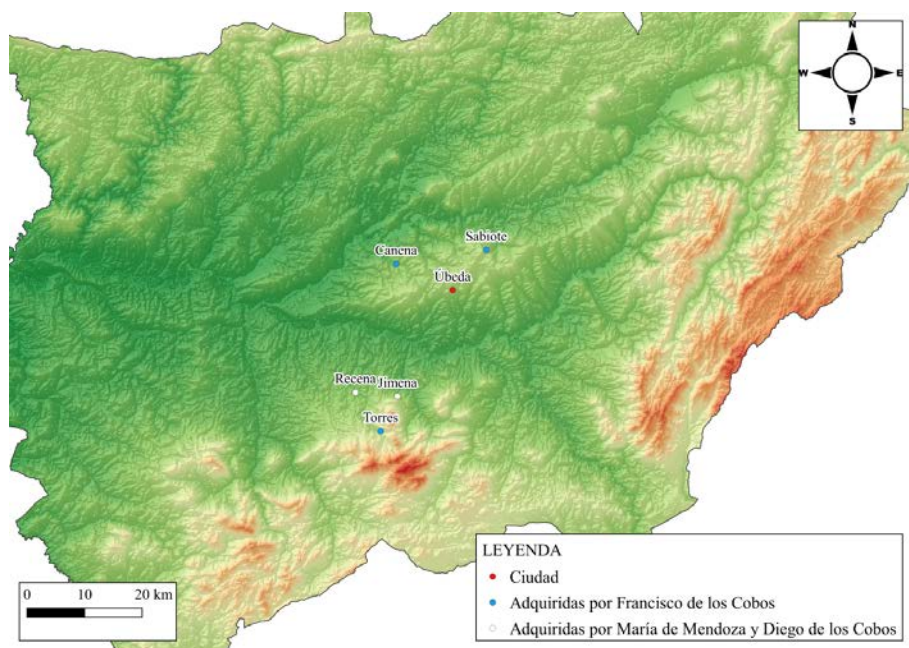 N
W E
S
Sabiote
Canena
Úbeda
Recena
Jimena
Torres
LEYENDA
Ciudad
Adquiridas por Francisco de los Cobos
Adquiridas por María de Mendoza y Diego de los Cobos
0 10 20 km